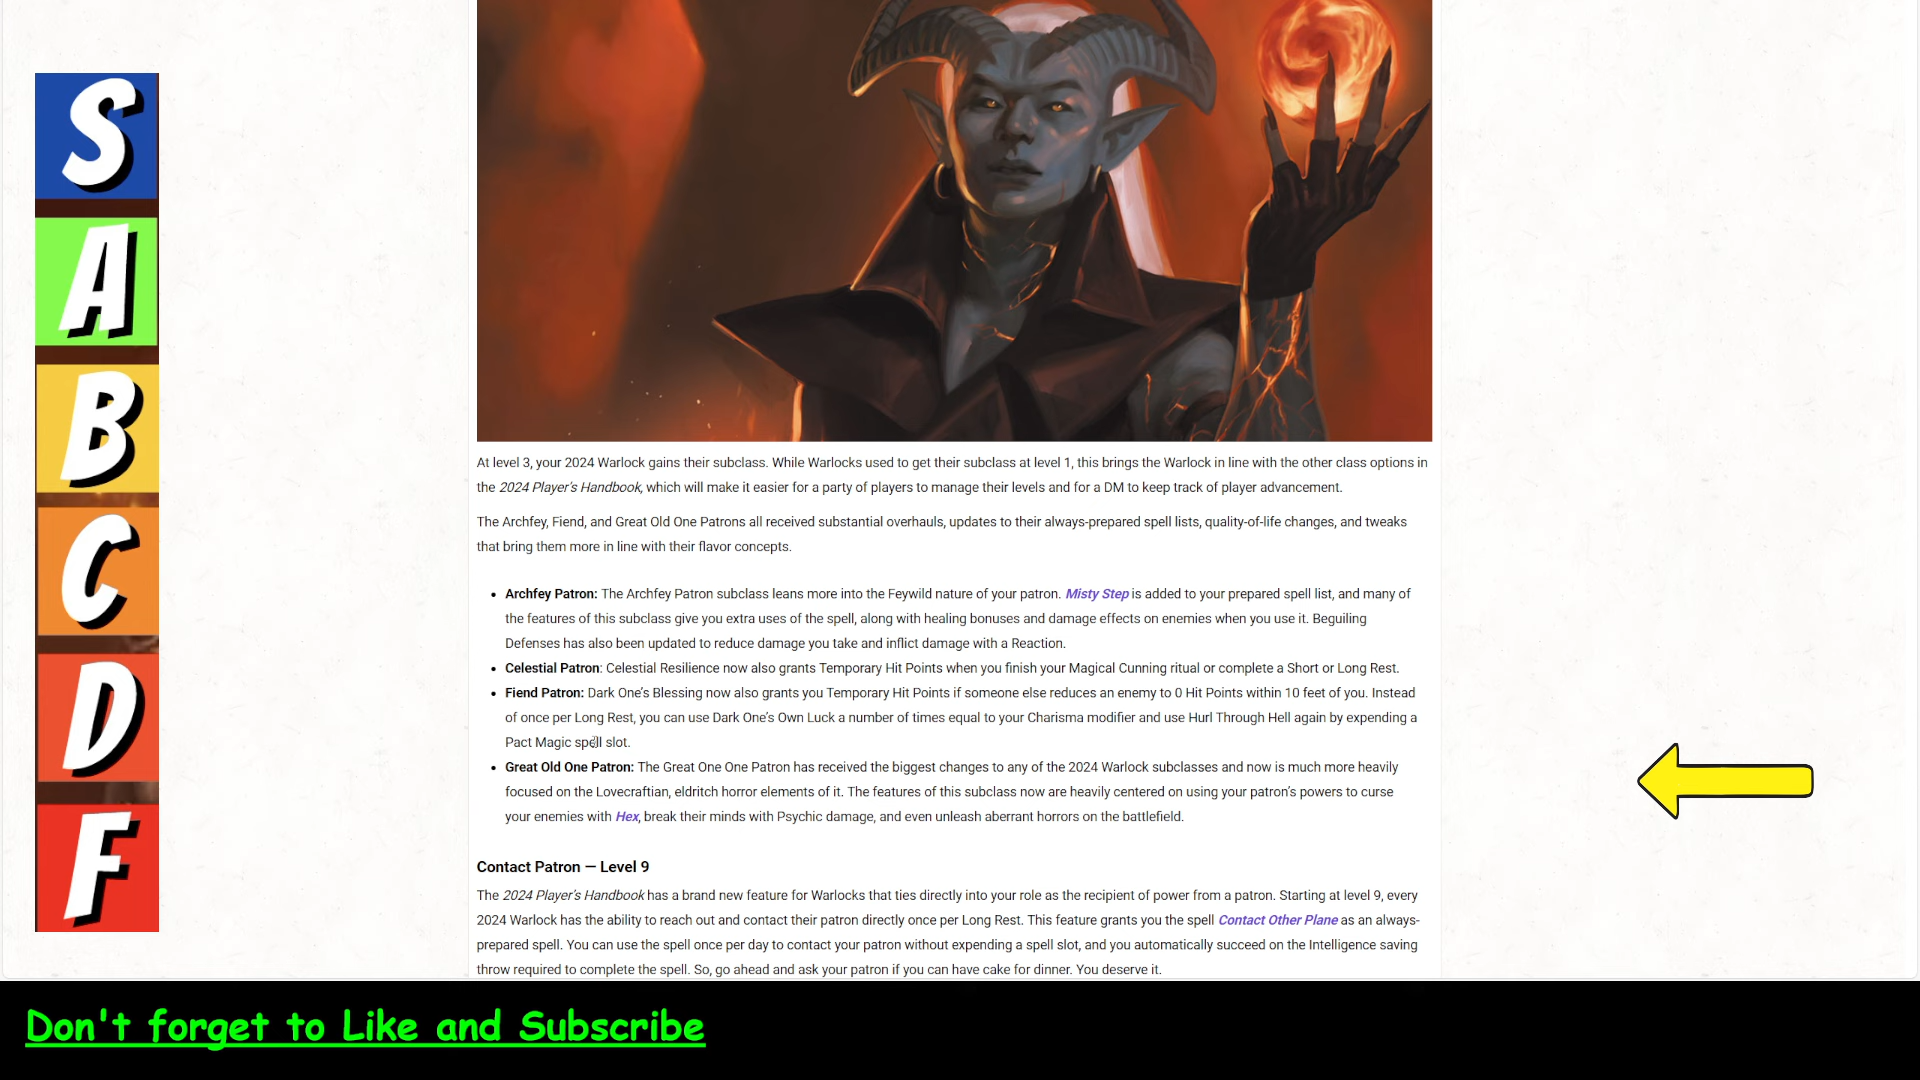 S
A
B
C
D
F
At level 3, your 2024 Warlock gains their subclass. While Warlocks used to get their subclass at level 1, this brings the Warlock in line with the other class options in
the 2024 Player's Handbook, which will make it easier for a party of players to manage their levels and for a DM to keep track of player advancement.
The Archfey, Fiend, and Great Old One Patrons all received substantial overhauls, updates to their always-prepared spell lists, quality-of-life changes, and tweaks
that bring them more in line with their flavor concepts.
• Archfey Patron: The Archfey Patron subclass leans more into the Feywild nature of your patron. Misty Step is added to your prepared spell list, and many of
the features of this subclass give you extra uses of the spell, along with healing bonuses and damage effects on enemies when you use it. Beguiling
Defenses has also been updated to reduce damage you take and inflict damage with a Reaction.
• Celestial Patron: Celestial Resilience now also grants Temporary Hit Points when you finish your Magical Cunning ritual or complete a Short or Long Rest.
• Fiend Patron: Dark One's Blessing now also grants you Temporary Hit Points if someone else reduces an enemy to 0 Hit Points within 10 feet of you. Instead
of once per Long Rest, you can use Dark One's Own Luck a number of times equal to your Charisma modifier and use Hurl Through Hell again by expending a
Pact Magic spell slot.
• Great Old One Patron: The Great One One Patron has received the biggest changes to any of the 2024 Warlock subclasses and now is much more heavily
focused on the Lovecraftian, eldritch horror elements of it. The features of this subclass now are heavily centered on using your patron's powers to curse
your enemies with Hex, break their minds with Psychic damage, and even unleash aberrant horrors on the battlefield.
Contact Patron — Level 9
The 2024 Player's Handbook has a brand new feature for Warlocks that ties directly into your role as the recipient of power from a patron. Starting at level 9, every
2024 Warlock has the ability to reach out and contact their patron directly once per Long Rest. This feature grants you the spell Contact Other Plane as an always-
prepared spell. You can use the spell once per day to contact your patron without expending a spell slot, and you automatically succeed on the Intelligence saving
throw required to complete the spell. So, go ahead and ask your patron if you can have cake for dinner. You deserve it.
Don't forget to Like and Subscribe